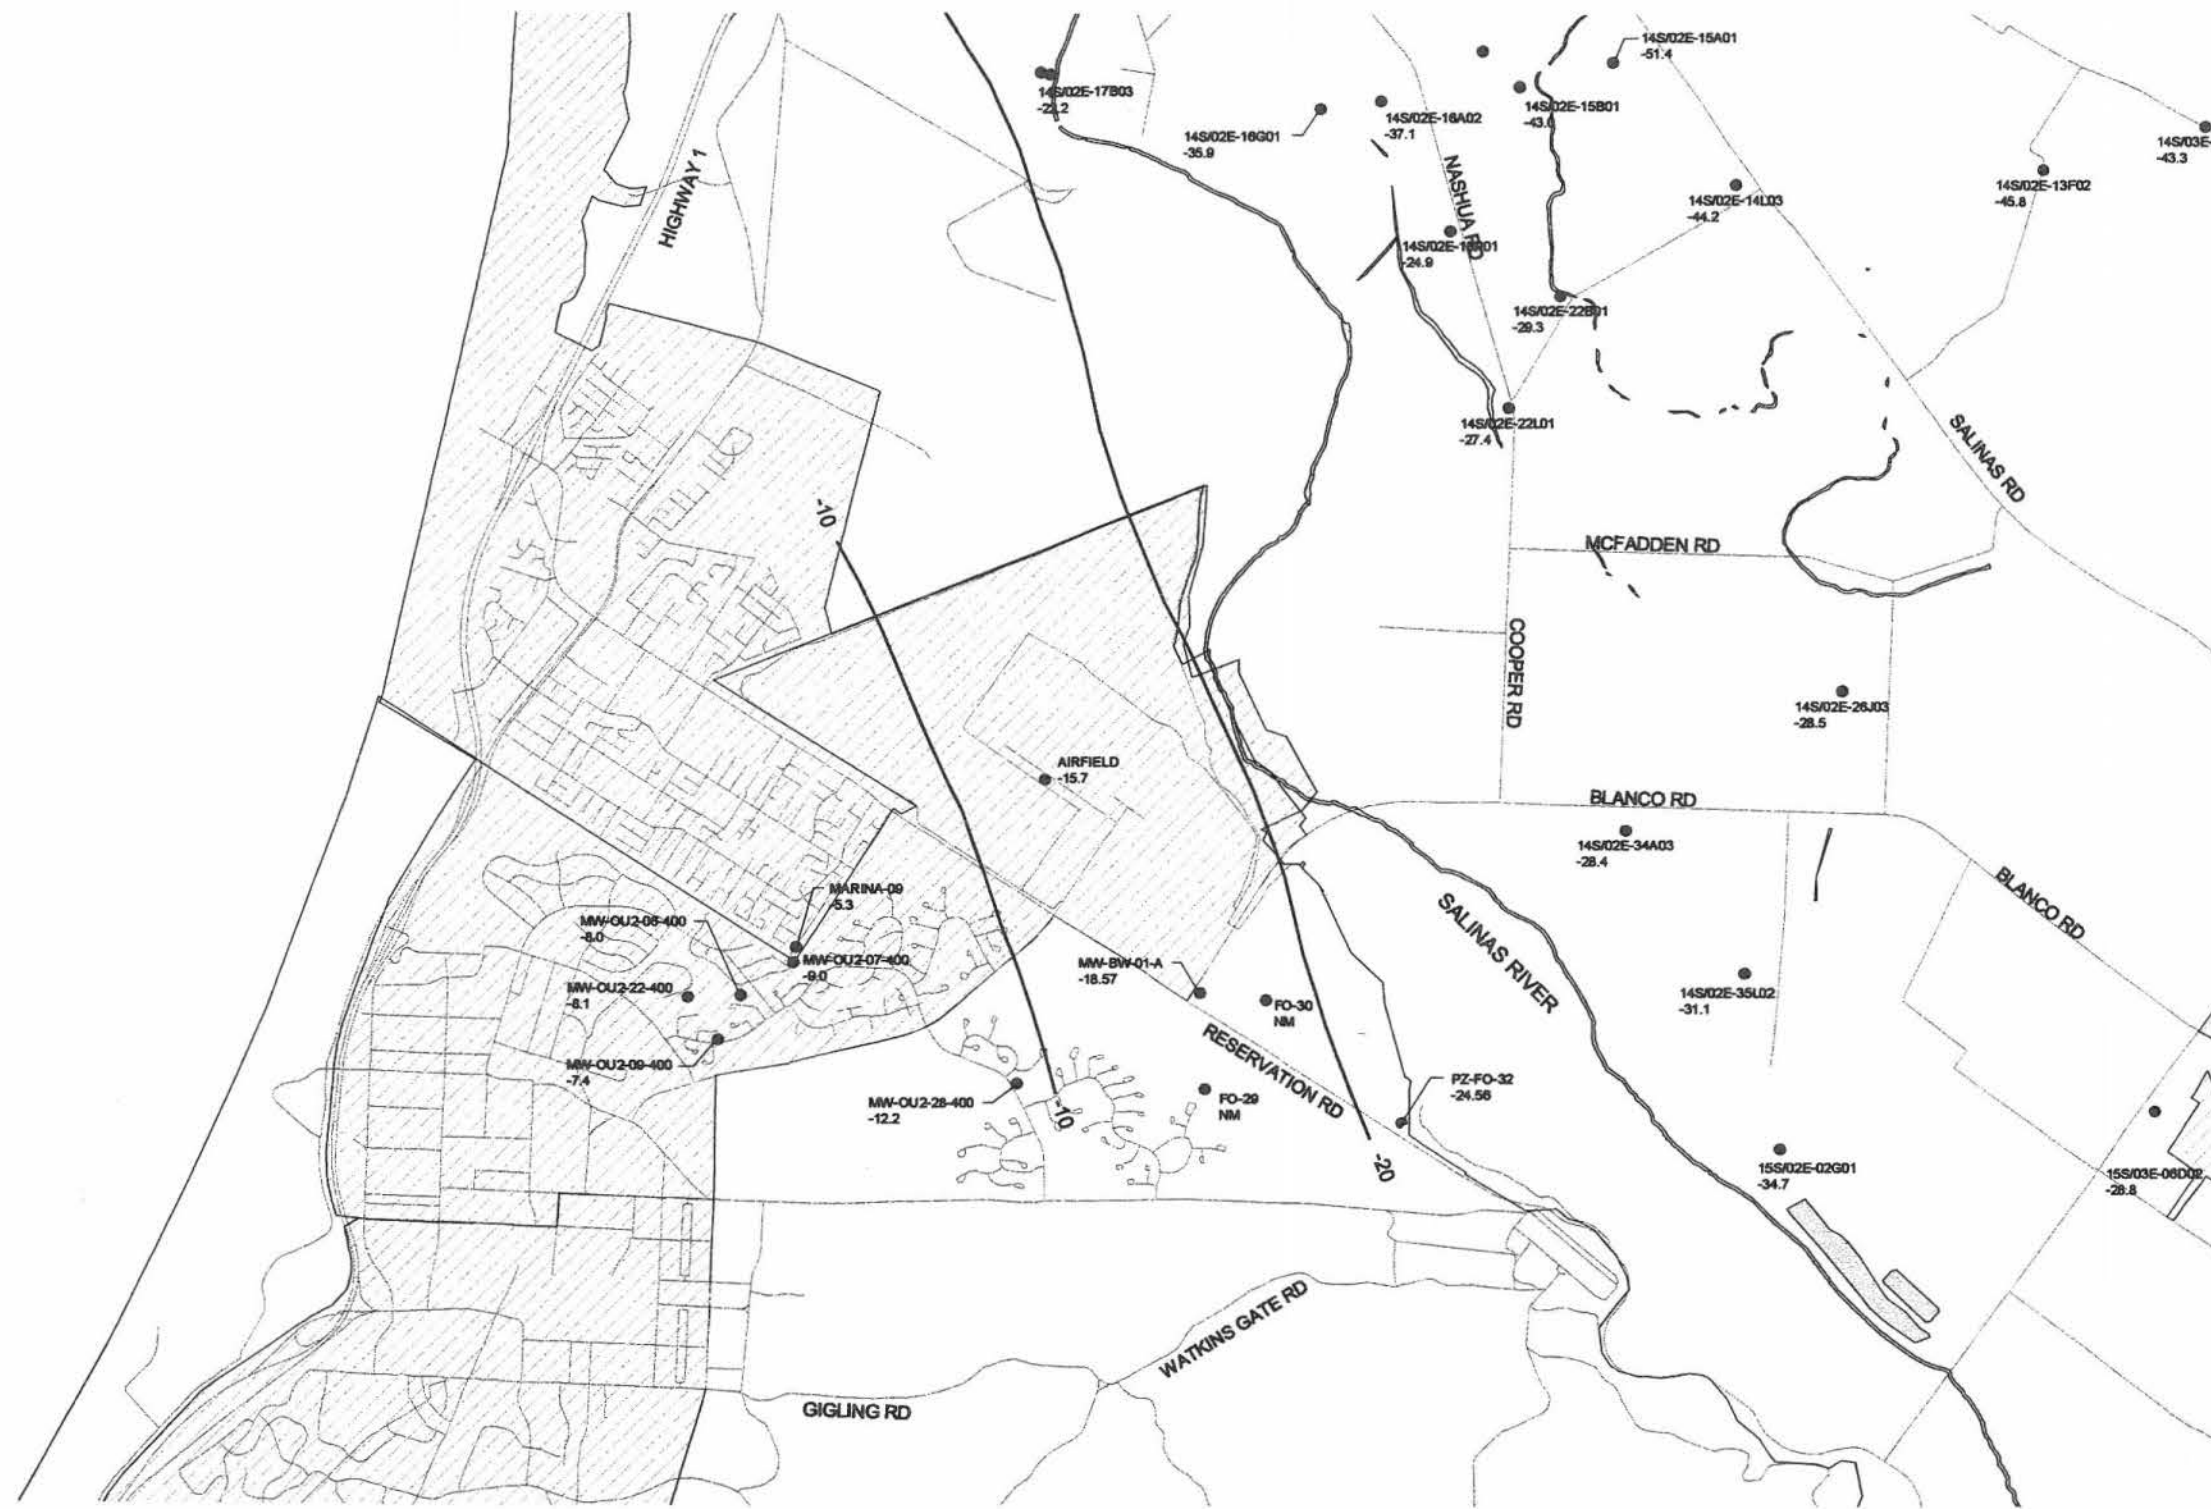 14S/02E-15A01
-51.4
14S/02E-17B03
14S/02E-15B01
14S/02E-16A02
-37.1
14S/02E-16G01
-35.9
14S/03E-
-43.3
HIGHWAY 1
NASHUA RD
14S/02E-13F02
-45.8
14S/02E-14L03
-44.2
-24.9
14S/02E-22B01
-29.3
14S/02E-22L01
-27.4
SALINAS RD
-10
MCFADDEN RD
COOPER RD
14S/02E-26J03
-28.5
AIRFIELD
-15.7
BLANCO RD
14S/02E-34A03
-28.4
BLANCO RD
MARINA-09
-5.3
SALINAS RIVER
MW-OU2-06-400
-8.0
MW-OU2-07-400
-9.0
MW-BW-01-A
-18.57
MW-OU2-22-400
-8.1
14S/02E-35L02
-31.1
FO-30
NM
RESERVATION RD
MW-OU2-09-400
-7.4
PZ-FO-32
-24.56
MW-OU2-28-400
-12.2
FO-29
NM
-10
-20
15S/02E-02G01
-34.7
15S/03E-06D02
-28.8
WATKINS GATE RD
GIGLING RD